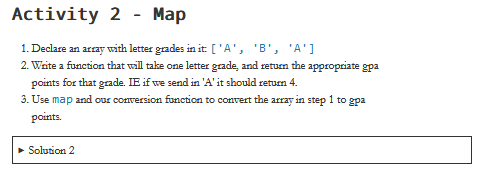 Activity 2 - Map
1. Declare an array with letter grades in it: ['A', 'B', 'A']
2. Write a function that will take one letter grade, and return the appropriate gpa
points for that grade. IE if we send in 'A' it should return 4.
3. Use map and our conversion function to convert the array in step 1 to gpa
points.
▸ Solution 2